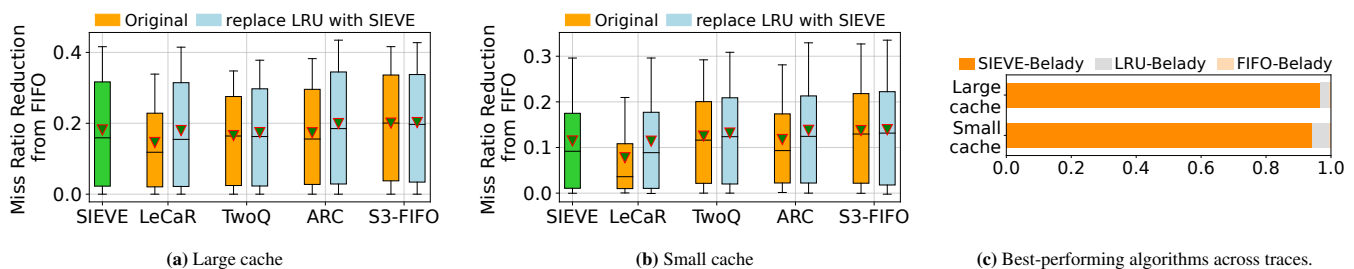 Original replace LRU with SIEVE
Miss Ratio Reduction
from FIFO
0.4
0.2
0.0
SIEVE LeCaR TwoQ ARC S3-FIFO
(a) Large cache
Original replace LRU with SIEVE
Miss Ratio Reduction
from FIFO
0.3
0.2
0.1
0.0
SIEVE LeCaR TwoQ ARC S3-FIFO
(b) Small cache
SIEVE-Belady LRU-Belady FIFO-Belady
Large
cache
Small
cache
0.0 0.2 0.4 0.6 0.8 1.0
(c) Best-performing algorithms across traces.